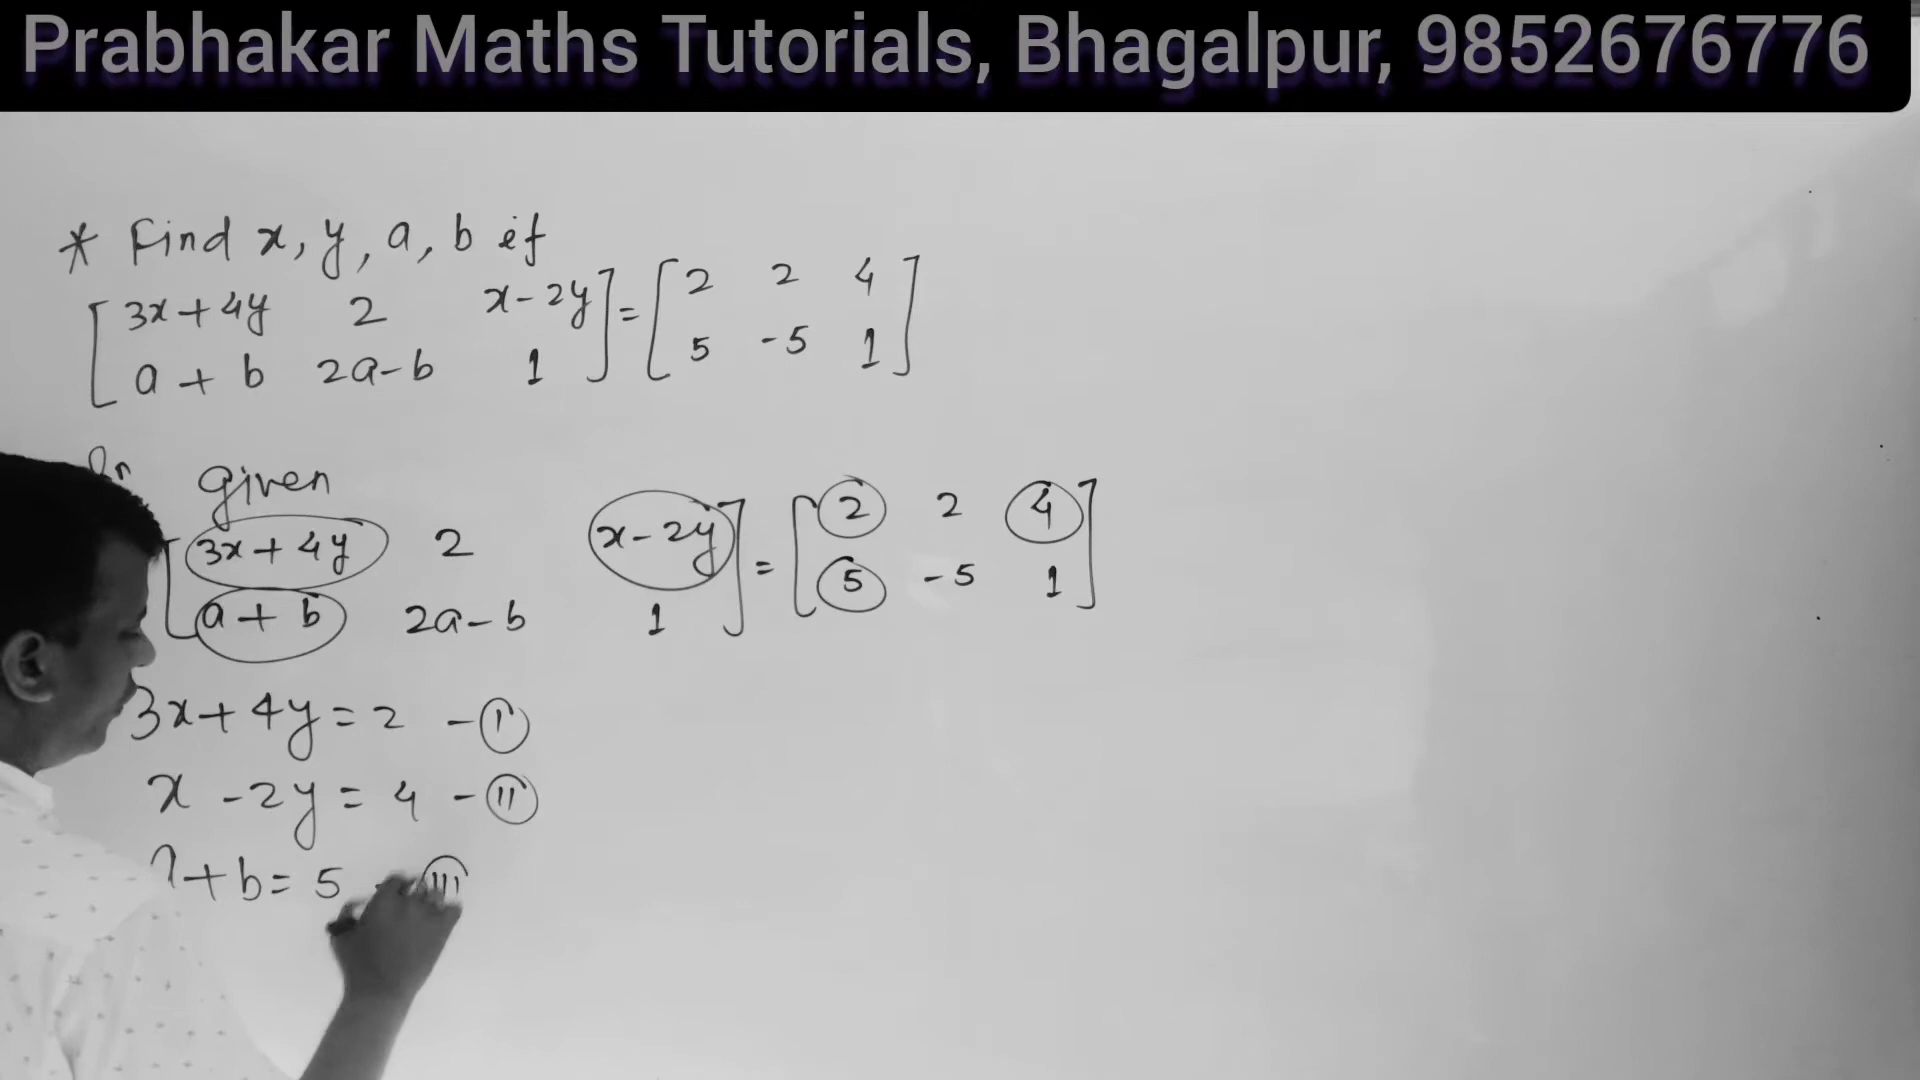 Prabhakar Maths Tutorials, Bhagalpur, 9852676776
* Find x, y, a, b if
[ 3x+4y 2 x-2y ] = [ 2 2 4 ]
[ a + b 2a-b 1 ] [ 5 -5 1 ]
given
[ 3x+4y 2 x-2y ] = [ 2 2 4 ]
[ a + b 2a-b 1 ] [ 5 -5 1 ]
3x+4y=2 - (I)
x -2y = 4 - (II)
+b= 5 - (III)